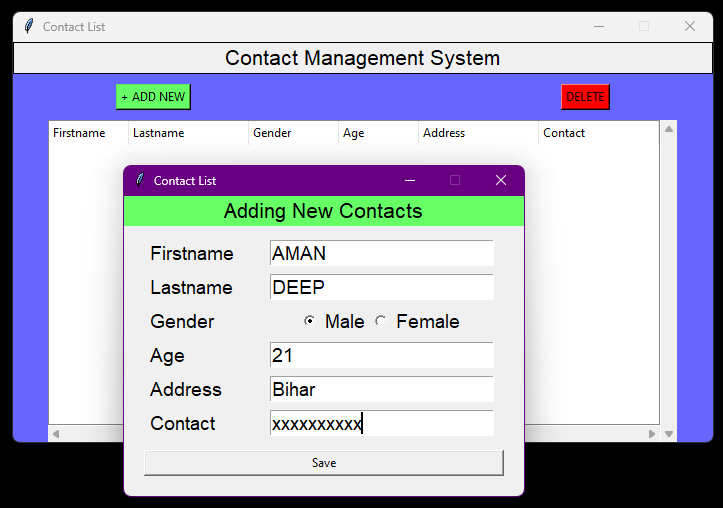 Contact List
Contact Management System
+ ADD NEW DELETE
Firstname Lastname Gender Age Address Contact
Contact List
Adding New Contacts
Firstname AMAN
Lastname DEEP
Gender Male Female
Age 21
Address Bihar
Contact xxxxxxxxxx
Save